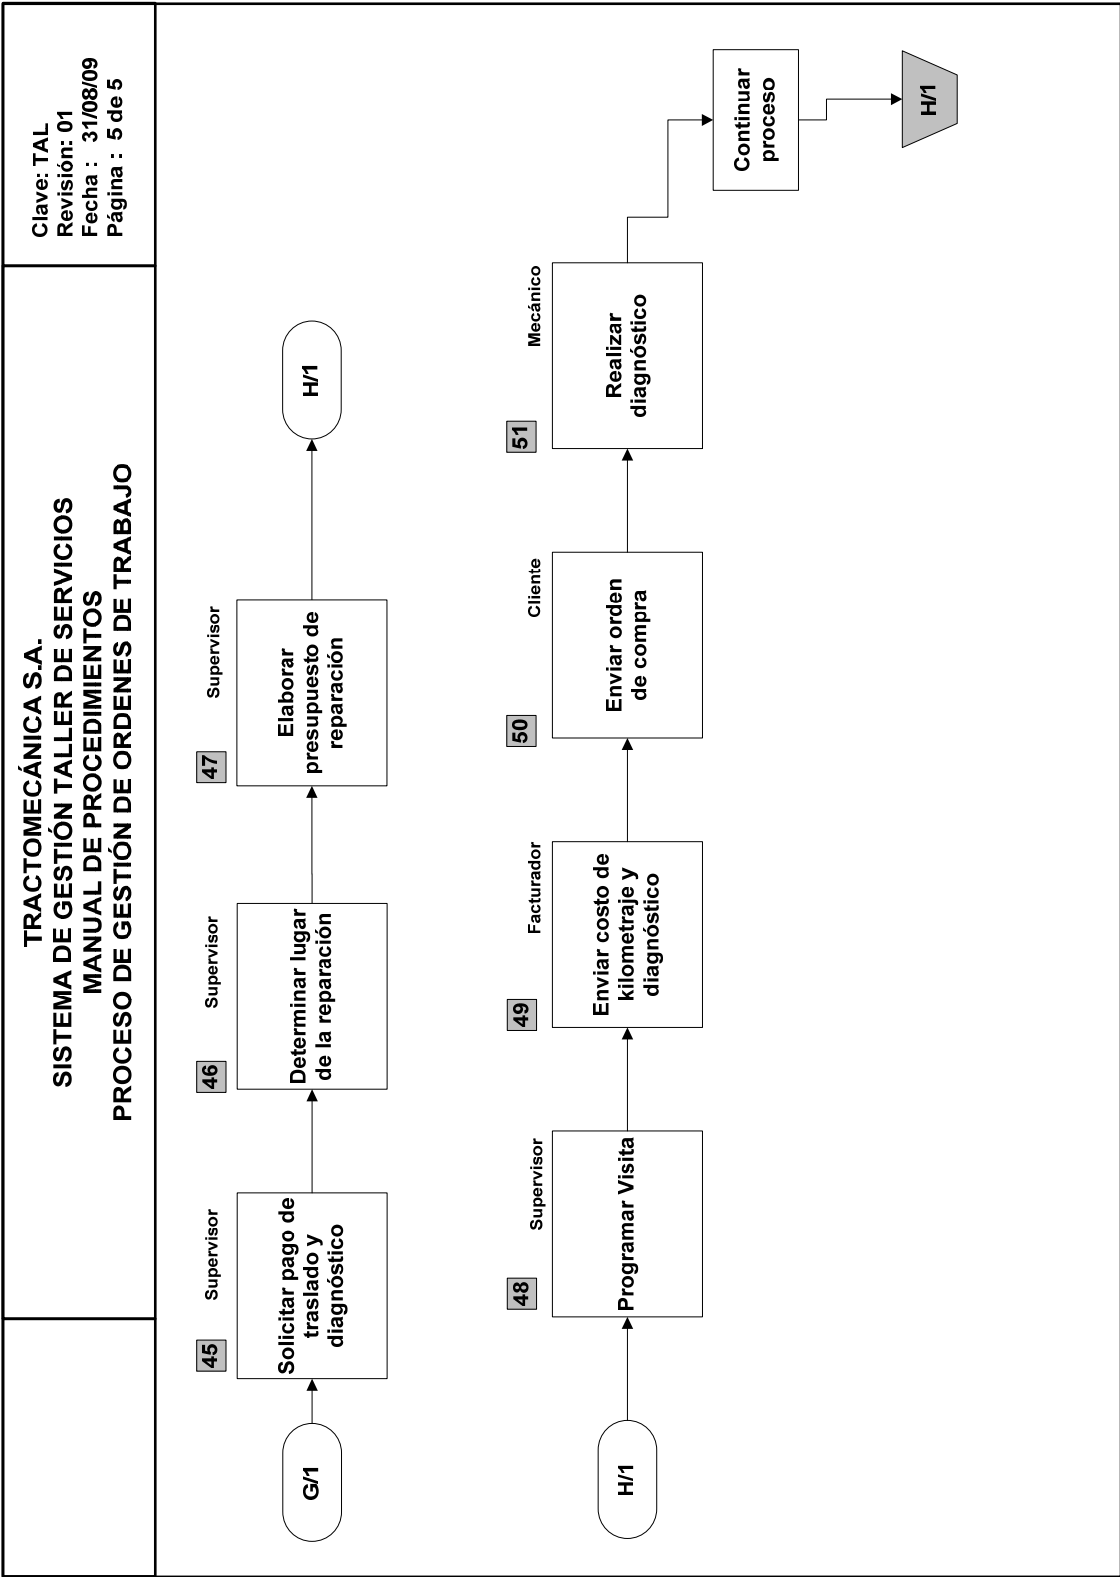 TRACTOMECÁNICA S.A.
SISTEMA DE GESTIÓN TALLER DE SERVICIOS
MANUAL DE PROCEDIMIENTOS
PROCESO DE GESTIÓN DE ORDENES DE TRABAJO
Clave: TAL
Revisión: 01
Fecha : 31/08/09
Página : 5 de 5
G/1
45
Supervisor
Solicitar pago de
traslado y
diagnóstico
46
Supervisor
Determinar lugar
de la reparación
47
Supervisor
Elaborar
presupuesto de
reparación
H/1
H/1
48
Supervisor
Programar Visita
49
Facturador
Enviar costo de
kilometraje y
diagnóstico
50
Cliente
Enviar orden
de compra
51
Mecánico
Realizar
diagnóstico
Continuar
proceso
H/1